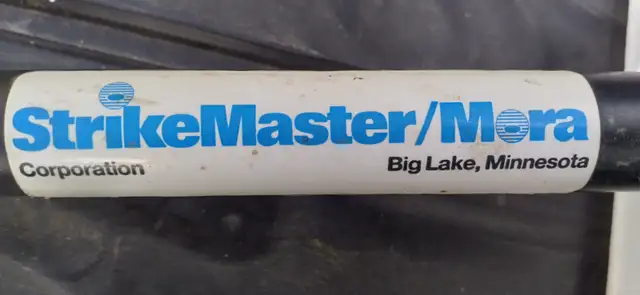 StrikeMaster/Mora
Corporation Big Lake, Minnesota